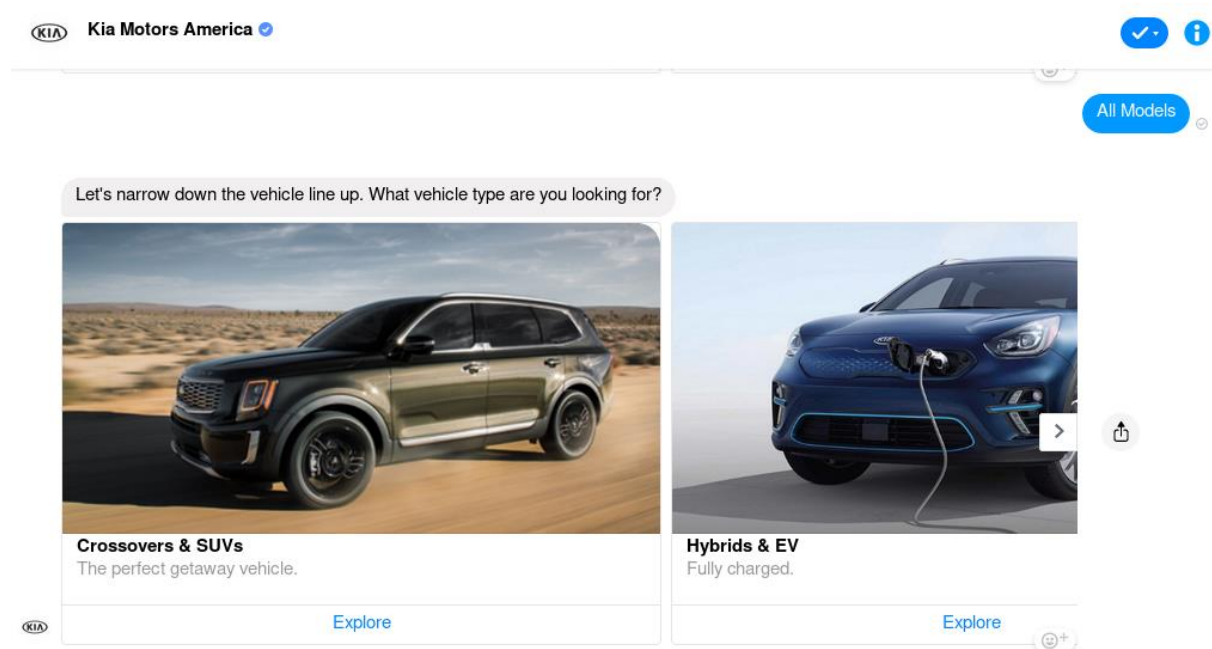 KIA
Kia Motors America
All Models
Let's narrow down the vehicle line up. What vehicle type are you looking for?
KIA
Crossovers & SUVs
The perfect getaway vehicle.
Explore
Hybrids & EV
Fully charged.
Explore
KIA